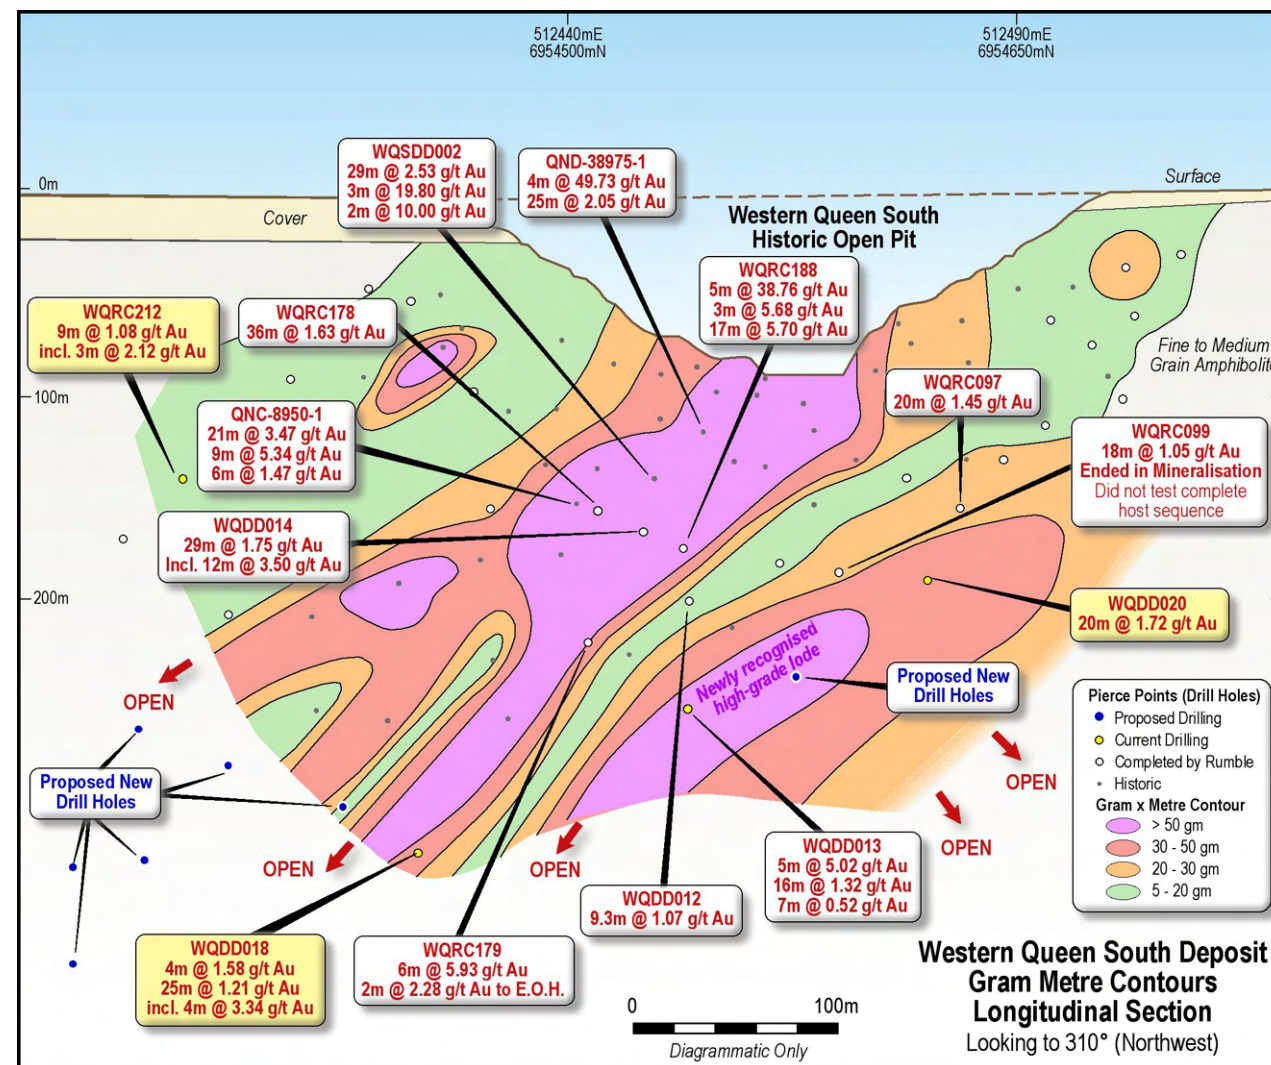 512440mE
6954500mN
512490mE
6954650mN
0m
100m
200m
Cover
Surface
WQSDD002
29m @ 2.53 g/t Au
3m @ 19.80 g/t Au
2m @ 10.00 g/t Au
QND-38975-1
4m @ 49.73 g/t Au
25m @ 2.05 g/t Au
Western Queen South
Historic Open Pit
WQRC188
5m @ 38.76 g/t Au
3m @ 5.68 g/t Au
17m @ 5.70 g/t Au
WQRC212
9m @ 1.08 g/t Au
incl. 3m @ 2.12 g/t Au
WQRC178
36m @ 1.63 g/t Au
Fine to Medium
Grain Amphibolite
WQRC097
20m @ 1.45 g/t Au
QNC-8950-1
21m @ 3.47 g/t Au
9m @ 5.34 g/t Au
6m @ 1.47 g/t Au
WQRC099
18m @ 1.05 g/t Au
Ended in Mineralisation
Did not test complete
host sequence
WQDD014
29m @ 1.75 g/t Au
Incl. 12m @ 3.50 g/t Au
WQDD020
20m @ 1.72 g/t Au
Newly recognised
high-grade lode
Proposed New
Drill Holes
OPEN
Proposed New
Drill Holes
OPEN
OPEN
OPEN
OPEN
Pierce Points (Drill Holes)
Proposed Drilling
Current Drilling
Completed by Rumble
Historic
Gram x Metre Contour
> 50 gm
30 - 50 gm
20 - 30 gm
5 - 20 gm
WQDD013
5m @ 5.02 g/t Au
16m @ 1.32 g/t Au
7m @ 0.52 g/t Au
WQDD012
9.3m @ 1.07 g/t Au
WQDD018
4m @ 1.58 g/t Au
25m @ 1.21 g/t Au
incl. 4m @ 3.34 g/t Au
WQRC179
6m @ 5.93 g/t Au
2m @ 2.28 g/t Au to E.O.H.
0
100m
Diagrammatic Only
Western Queen South Deposit
Gram Metre Contours
Longitudinal Section
Looking to 310° (Northwest)